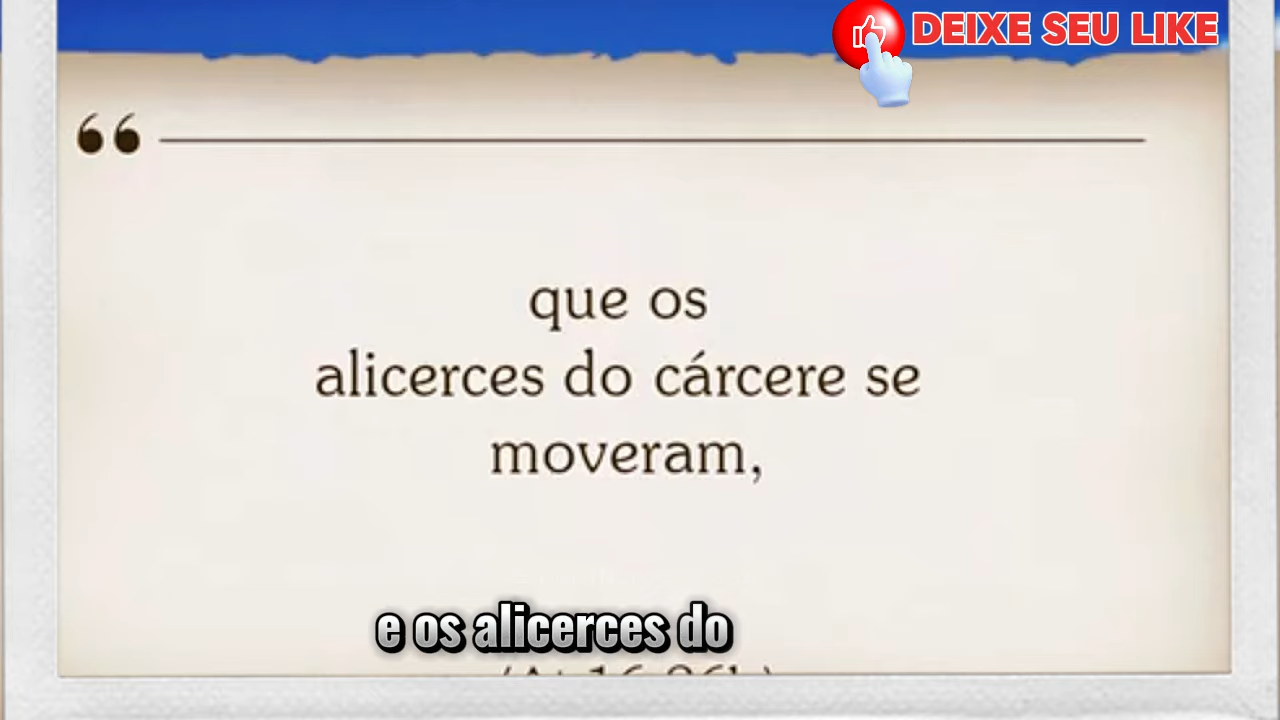 DEIXE SEU LIKE
“
que os
alicerces do cárcere se
moveram,
e os alicerces do